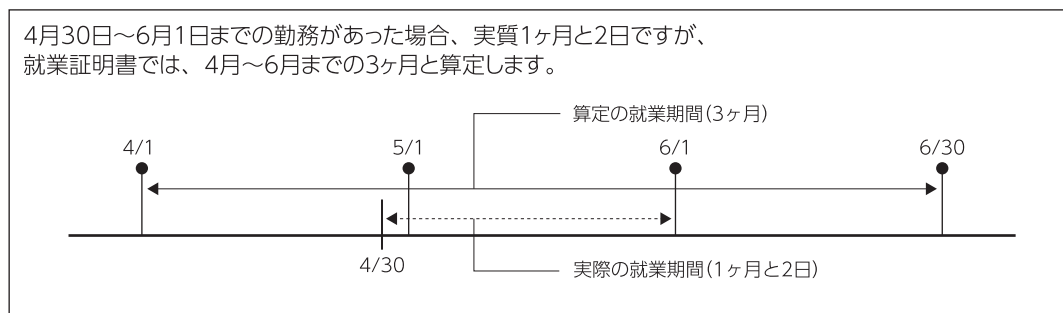 4月30日～6月1日までの勤務があった場合、実質1ヶ月と2日ですが、
就業証明書では、4月～6月までの3ヶ月と算定します。
算定の就業期間（3ヶ月）
4/1
5/1
6/1
6/30
4/30
実際の就業期間（1ヶ月と2日）